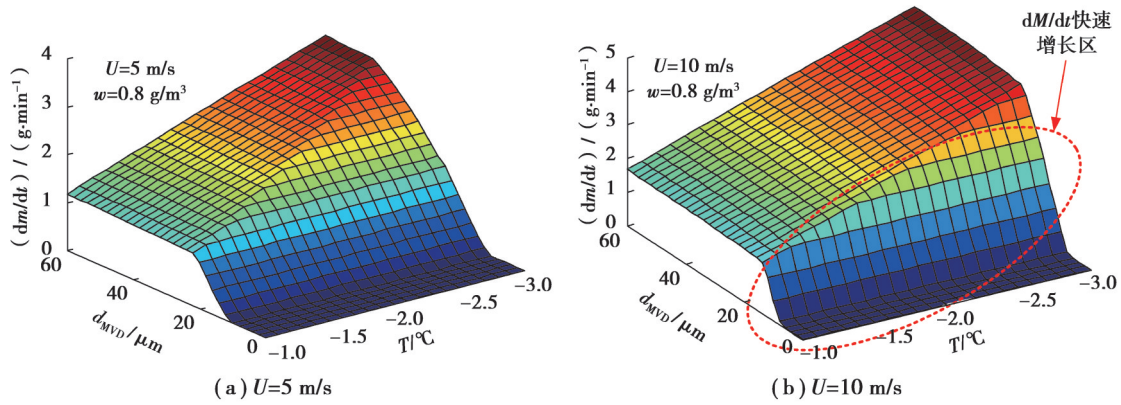 U=5 m/s
w=0.8 g/m³
(dm/dt)/(g·min⁻¹)
4
3
2
1
0
60
40
20
0
d_MVD/μm
-1.0
-1.5
-2.0
-2.5
-3.0
T/℃
(a) U=5 m/s
U=10 m/s
w=0.8 g/m³
dM/dt快速
增长区
(dm/dt)/(g·min⁻¹)
5
4
3
2
1
0
60
40
20
0
d_MVD/μm
-1.0
-1.5
-2.0
-2.5
-3.0
T/℃
(b) U=10 m/s